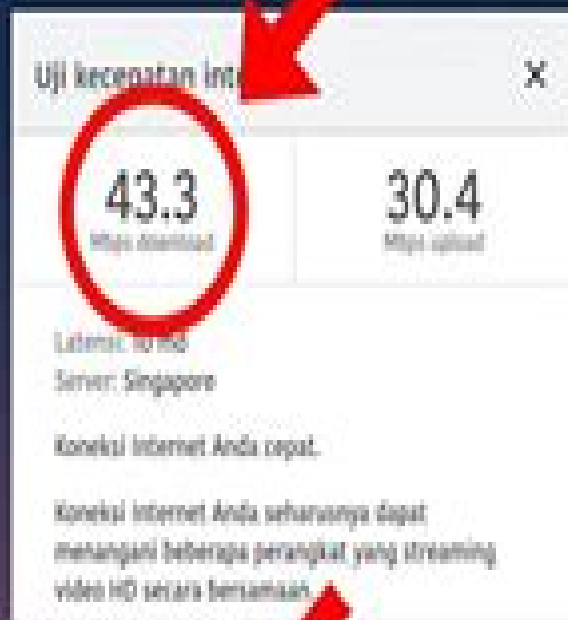 Uji kecepatan
X
43.3
30.4
Mbps download
Mbps upload
Latensi:
Server: Singapore
Koneksi Internet Anda cepat.
Koneksi Internet Anda seharusnya dapat
menangani beberapa perangkat yang streaming
video HD secara bersamaan.